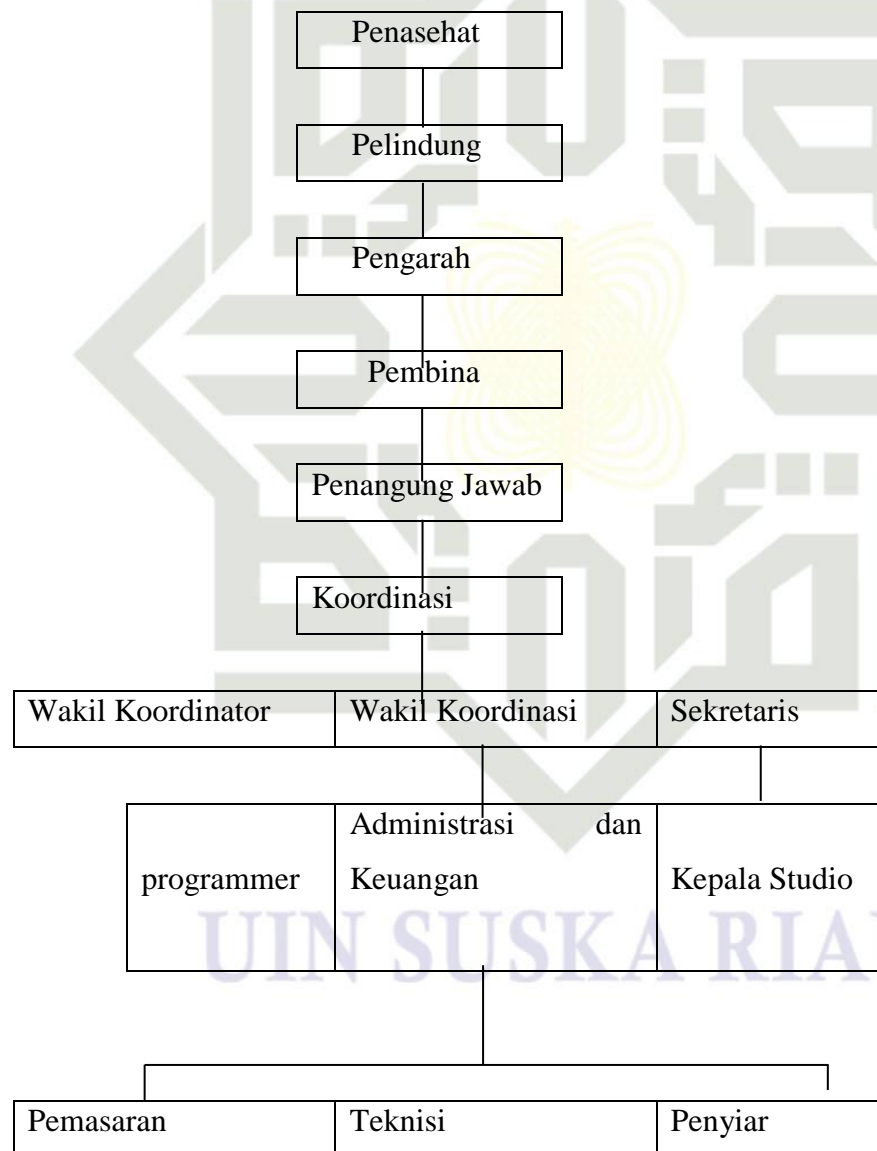 Penasehat
Pelindung
Pengarah
Pembina
Penangung Jawab
Koordinasi
Wakil Koordinator
Wakil Koordinasi
Sekretaris
programmer
Administrasi dan
Keuangan
Kepala Studio
UIN SUSKA RIA
Pemasaran
Teknisi
Penyiar